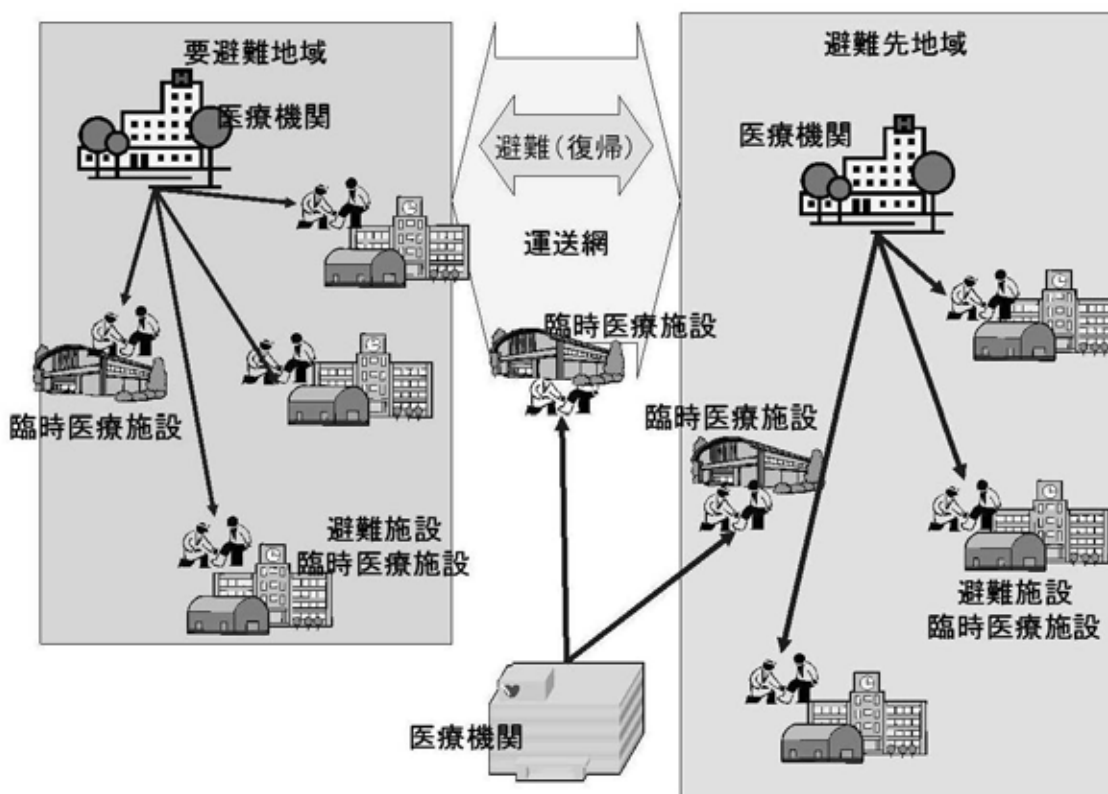 要避難地域
医療機関
臨時医療施設
避難施設
臨時医療施設
避難(復帰)
運送網
臨時医療施設
医療機関
避難先地域
医療機関
臨時医療施設
避難施設
臨時医療施設
H
H